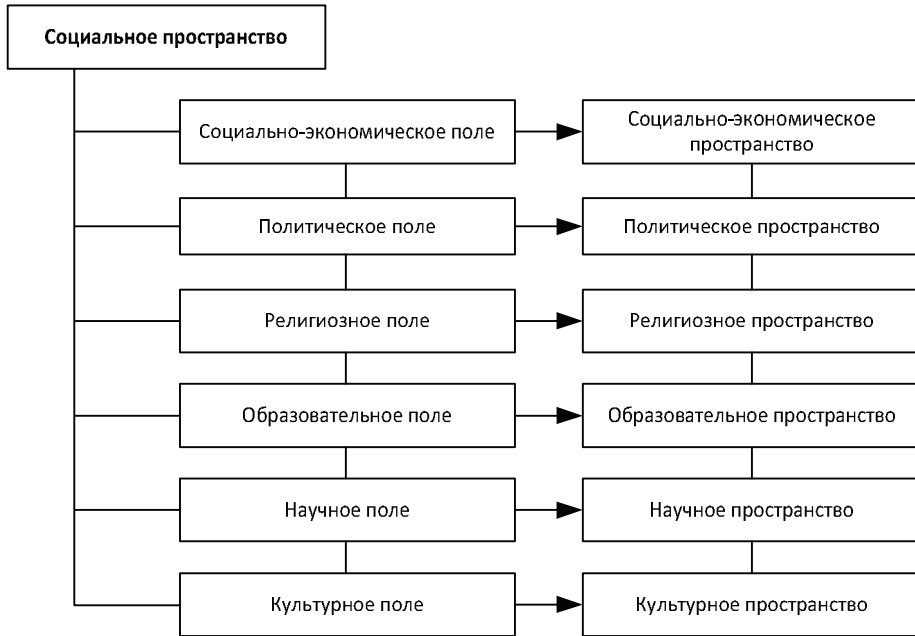 Социальное пространство
Социально-экономическое поле
Социально-экономическое
пространство
Политическое поле
Политическое пространство
Религиозное поле
Религиозное пространство
Образовательное поле
Образовательное пространство
Научное поле
Научное пространство
Культурное поле
Культурное пространство